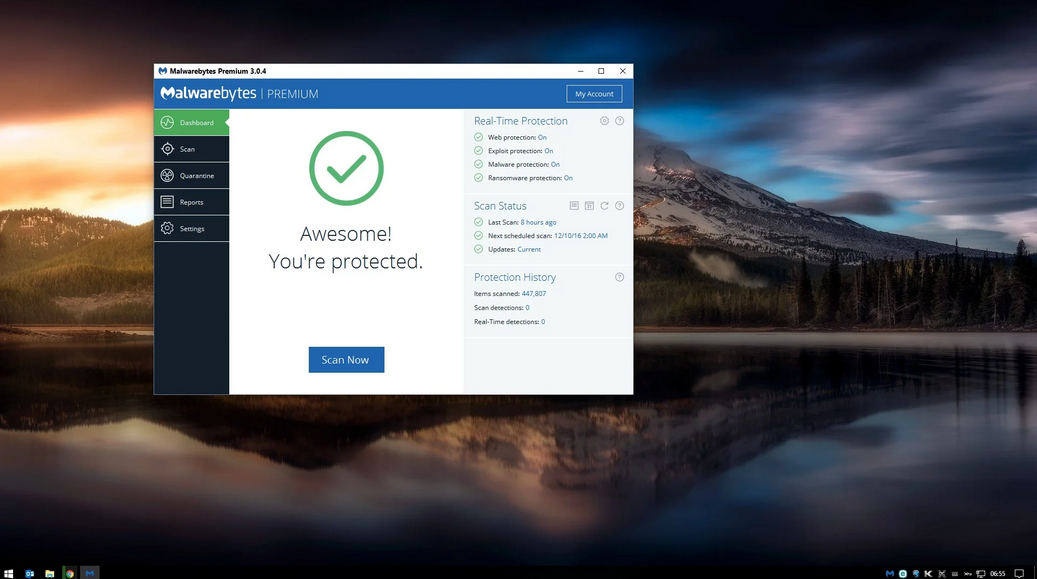 Malwarebytes Premium 3.0.4
Malwarebytes | PREMIUM
My Account
Dashboard
Scan
Quarantine
Reports
Settings
Awesome!
You're protected.
Scan Now
Real-Time Protection
Web protection: On
Exploit protection: On
Malware protection: On
Ransomware protection: On
Scan Status
Last Scan: 8 hours ago
Next scheduled scan: 12/10/16 2:00 AM
Updates: Current
Protection History
Items scanned: 447,807
Scan detections: 0
Real-Time detections: 0
06:55